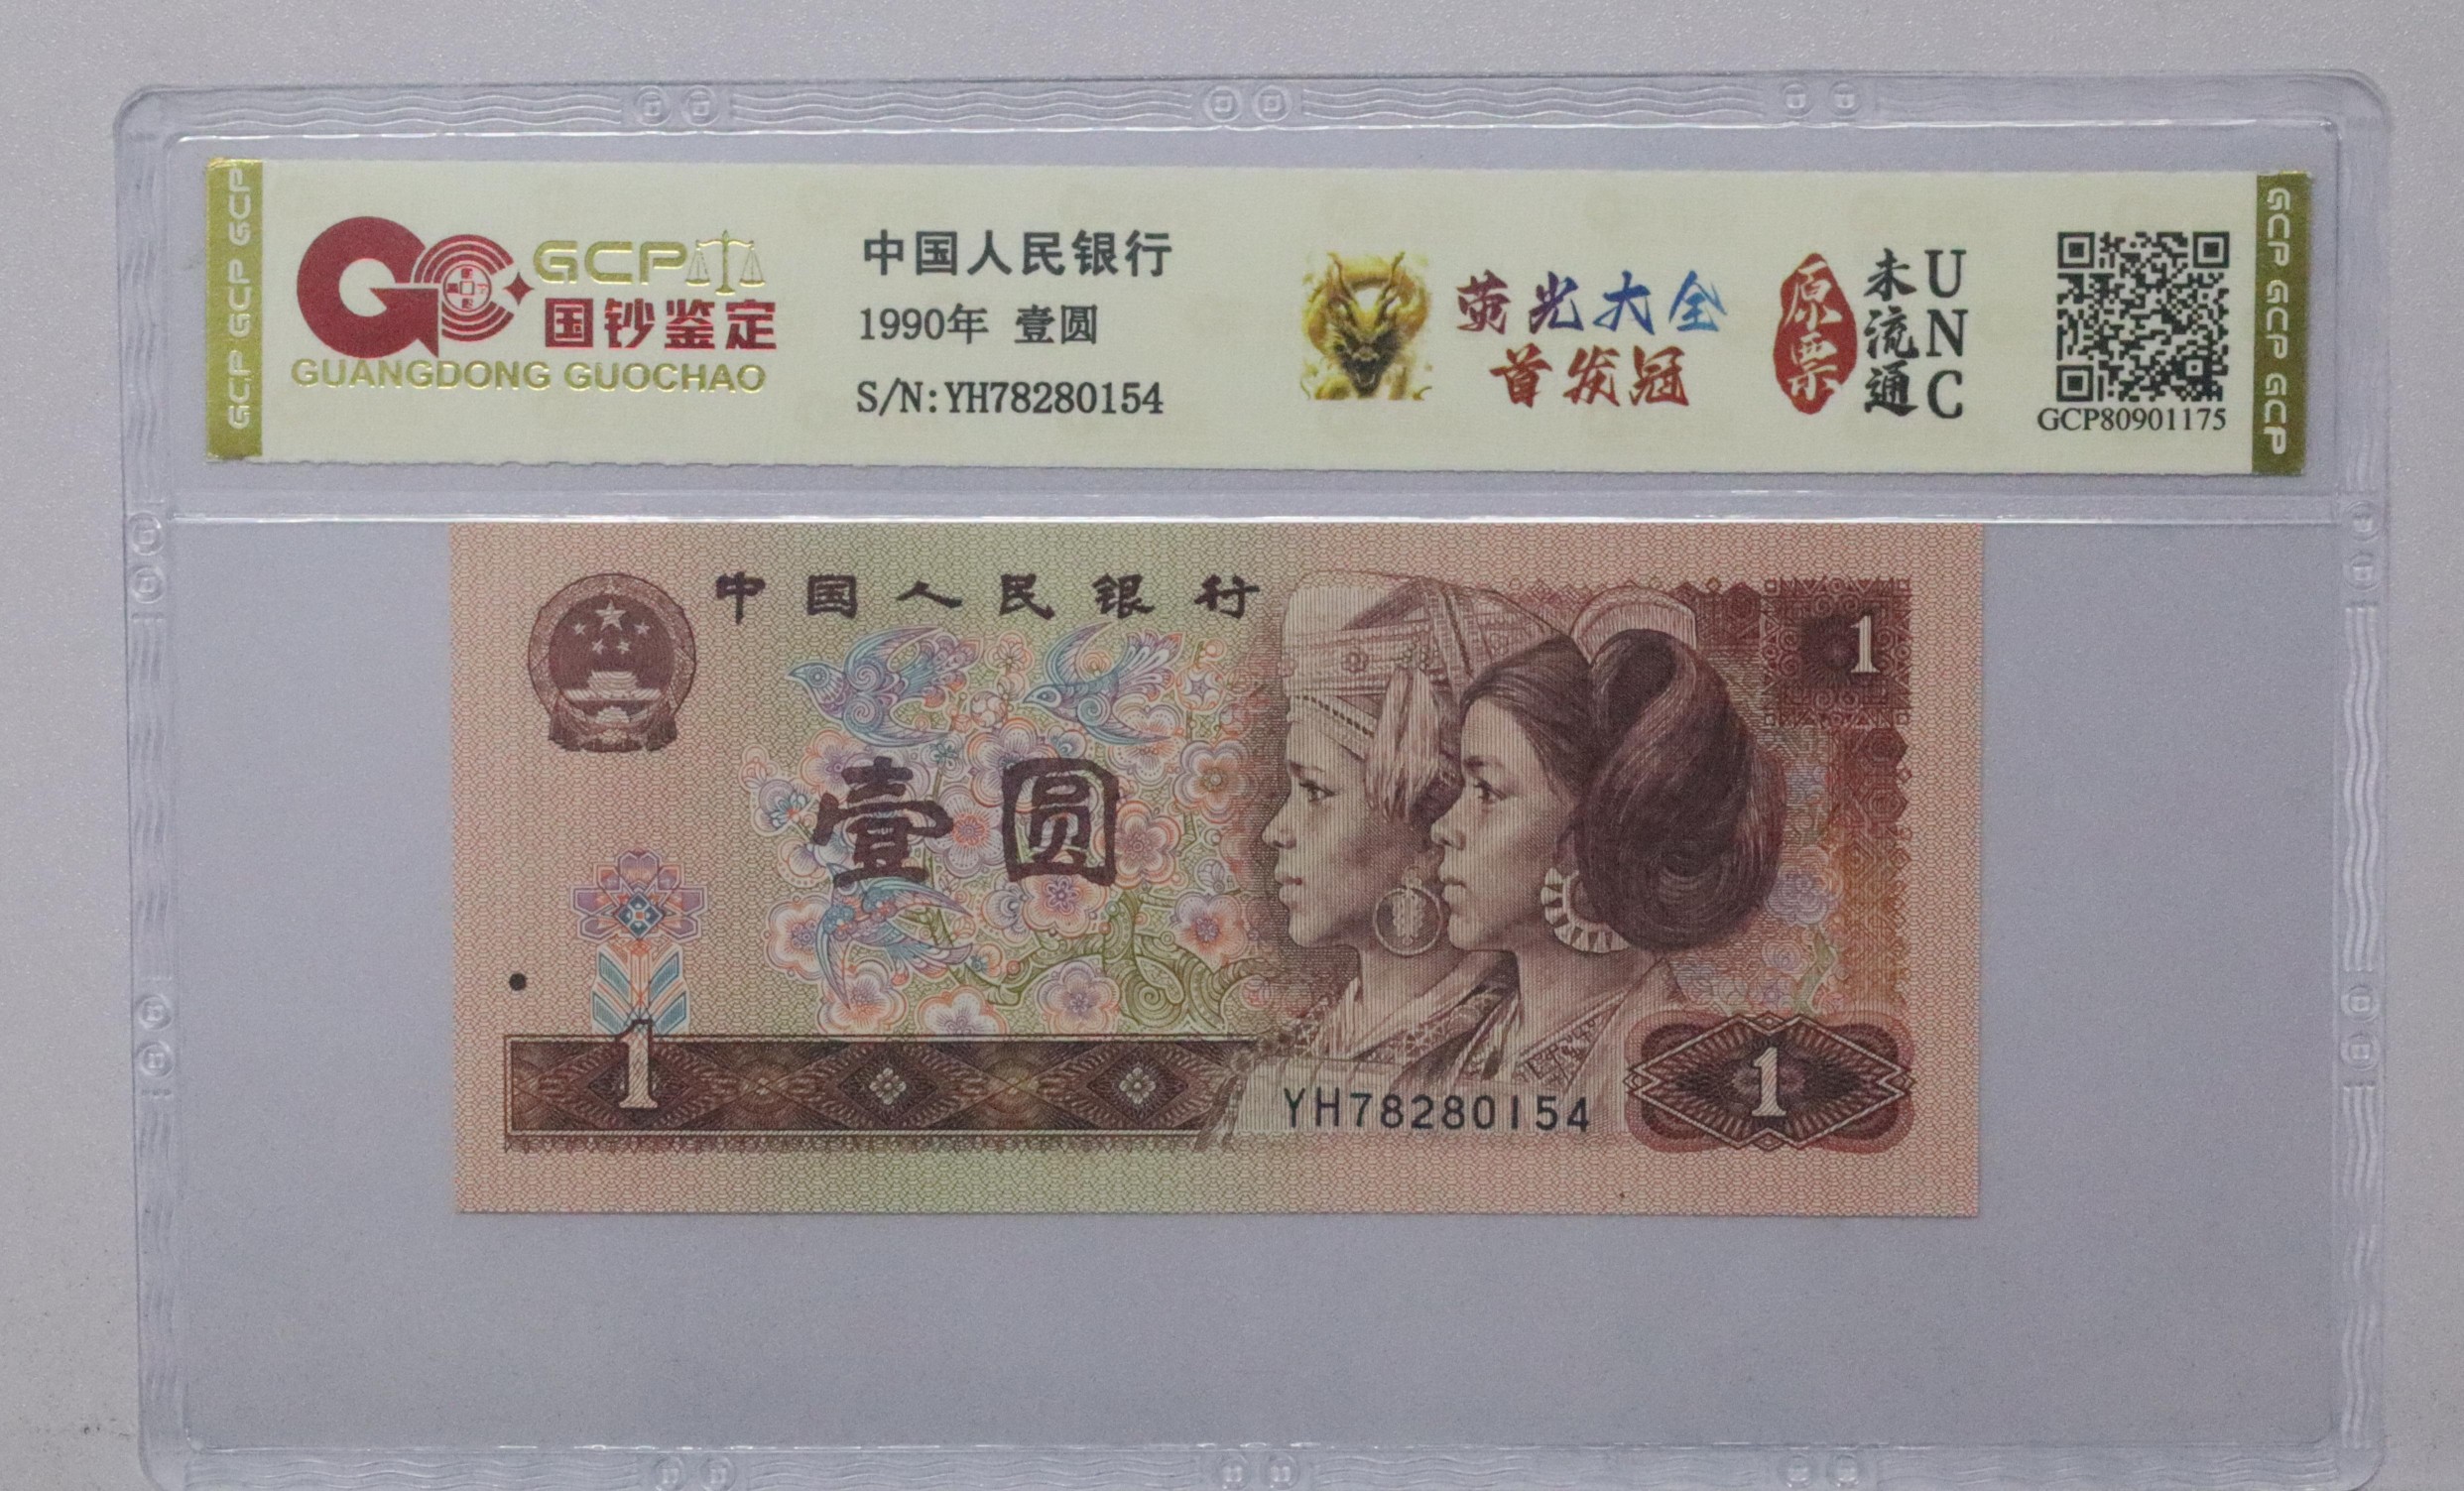 GCP GCP GCP
GCP
国钞鉴定
GUANGDONG GUOCHAO
中国人民银行
1990年 壹圆
S/N:YH78280154
荧光大全
首发冠
原票
未流通
UNC
GCP80901175
GCP GCP GCP
中国人民银行
1
壹圆
1
YH78280154
1